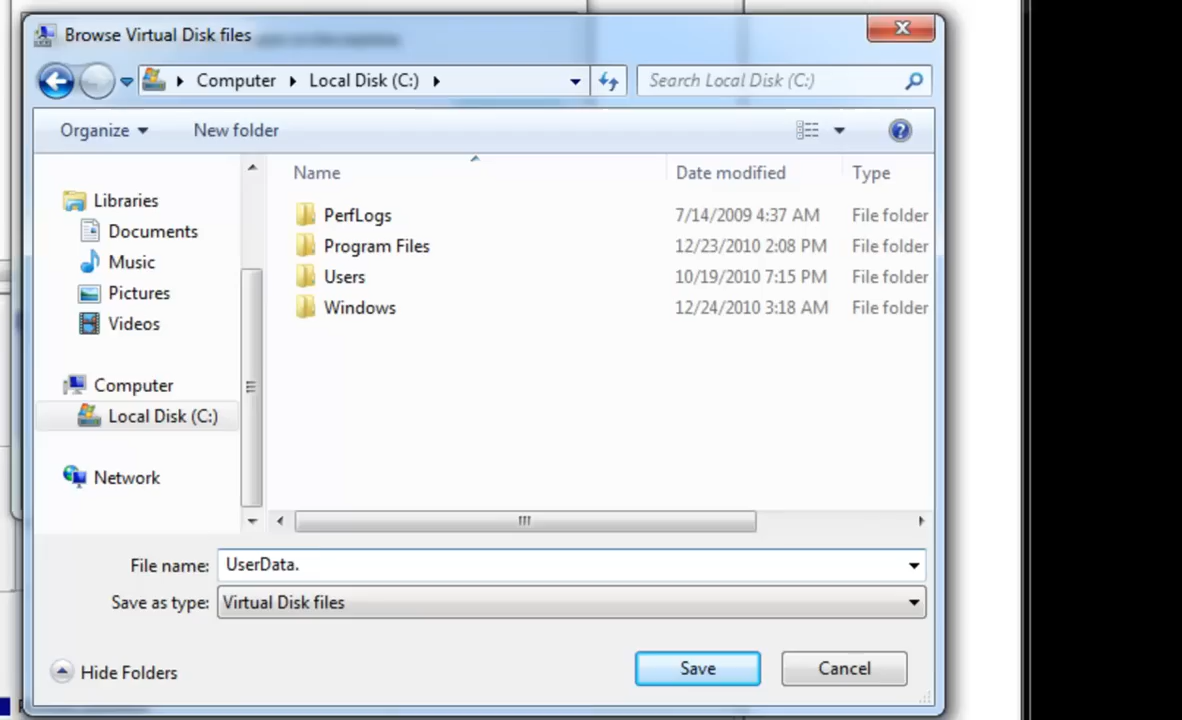 Browse Virtual Disk files
Computer Local Disk (C:) Search Local Disk (C:)
Organize New folder
Name Date modified Type
Libraries
Documents
Music
Pictures
Videos
Computer
Local Disk (C:)
Network
PerfLogs 7/14/2009 4:37 AM File folder
Program Files 12/23/2010 2:08 PM File folder
Users 10/19/2010 7:15 PM File folder
Windows 12/24/2010 3:18 AM File folder
File name: UserData.
Save as type: Virtual Disk files
Hide Folders Save Cancel